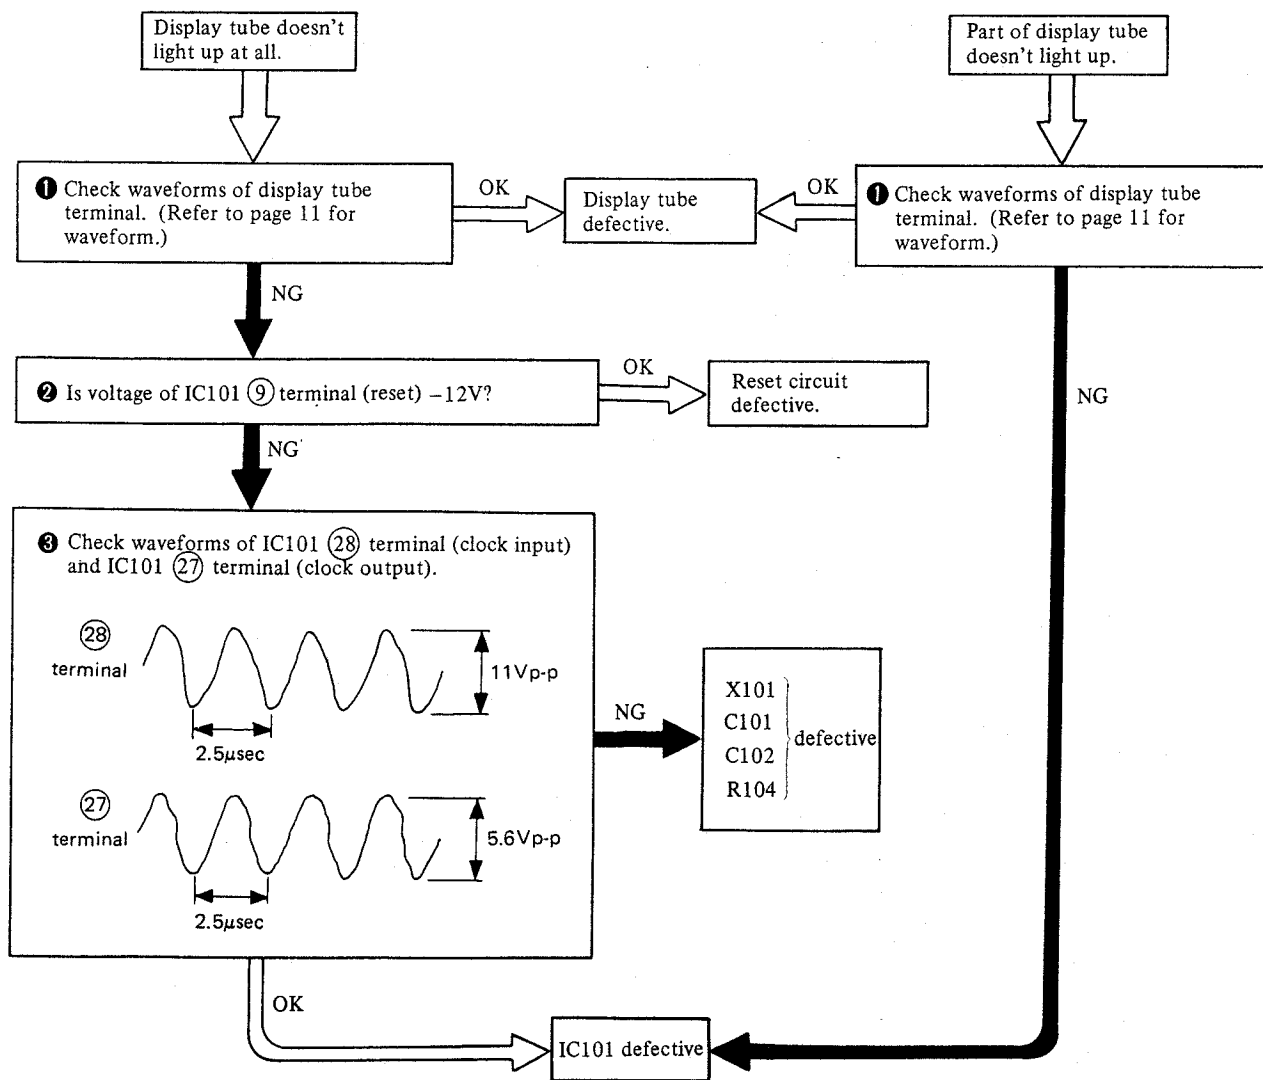 Display tube doesn't
light up at all.
Part of display tube
doesn't light up.
❶ Check waveforms of display tube
terminal. (Refer to page 11 for
waveform.)
OK
Display tube
defective.
OK
❶ Check waveforms of display tube
terminal. (Refer to page 11 for
waveform.)
NG
❷ Is voltage of IC101 ⑨ terminal (reset) −12V?
OK
Reset circuit
defective.
NG
NG
❸ Check waveforms of IC101 ㉘ terminal (clock input)
and IC101 ㉗ terminal (clock output).
㉘
terminal
11Vp-p
2.5μsec
㉗
terminal
5.6Vp-p
2.5μsec
NG
X101
C101
C102
R104
defective
OK
IC101 defective